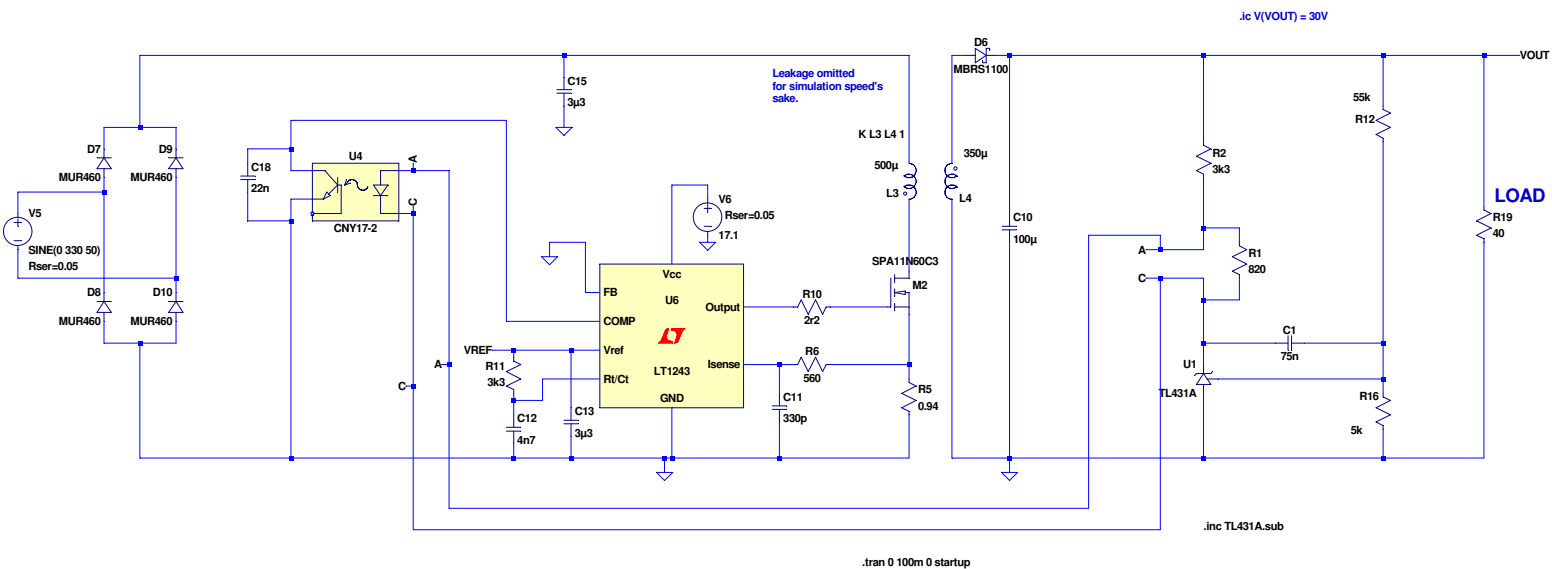 .ic V(VOUT) = 30V
D6
MBRS1100
VOUT
C15
3µ3
Leakage omitted
for simulation speed's
sake.
55k
R12
K L3 L4 1
D7
MUR460
D9
MUR460
C18
22n
U4
A
C
CNY17-2
500µ
L3
350µ
L4
R2
3k3
LOAD
R19
40
V5
SINE(0 330 50)
Rser=0.05
V6
Rser=0.05
17.1
C10
100µ
A
C
R1
820
D8
MUR460
D10
MUR460
SPA11N60C3
M2
Vcc
FB
U6
COMP
Output
R10
2r2
Vref
Isense
R6
560
LT1243
Rt/Ct
GND
VREF
R11
3k3
A
C
C12
4n7
C13
3µ3
C11
330p
R5
0.94
C1
75n
U1
TL431A
R16
5k
.inc TL431A.sub
.tran 0 100m 0 startup